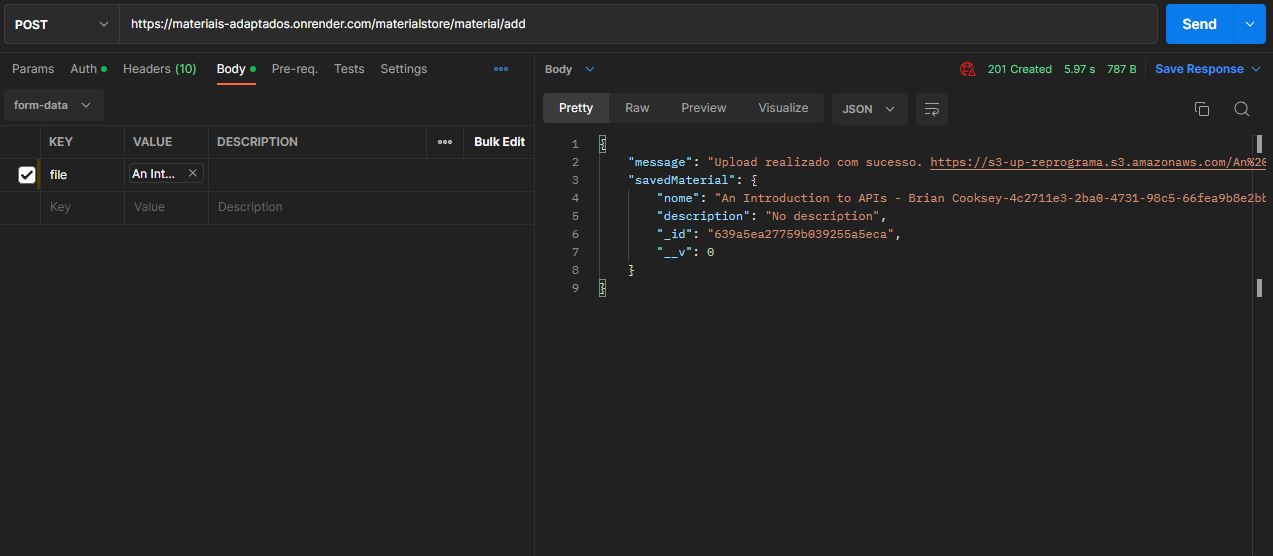 POST https://materiais-adaptados.onrender.com/materialstore/material/add Send
Params Auth Headers (10) Body Pre-req. Tests Settings
form-data
KEY VALUE DESCRIPTION Bulk Edit
file An Int...
Key Value Description
Body 201 Created 5.97 s 787 B Save Response
Pretty Raw Preview Visualize JSON
1 {
2 "message": "Upload realizado com sucesso. https://s3-up-reprograma.s3.amazonaws.com/An%20
3 "savedMaterial": {
4 "nome": "An Introduction to APIs - Brian Cooksey-4c2711e3-2ba0-4731-98c5-66fea9b8e2bb
5 "description": "No description",
6 "_id": "639a5ea27759b039255a5eca",
7 "__v": 0
8 }
9 }